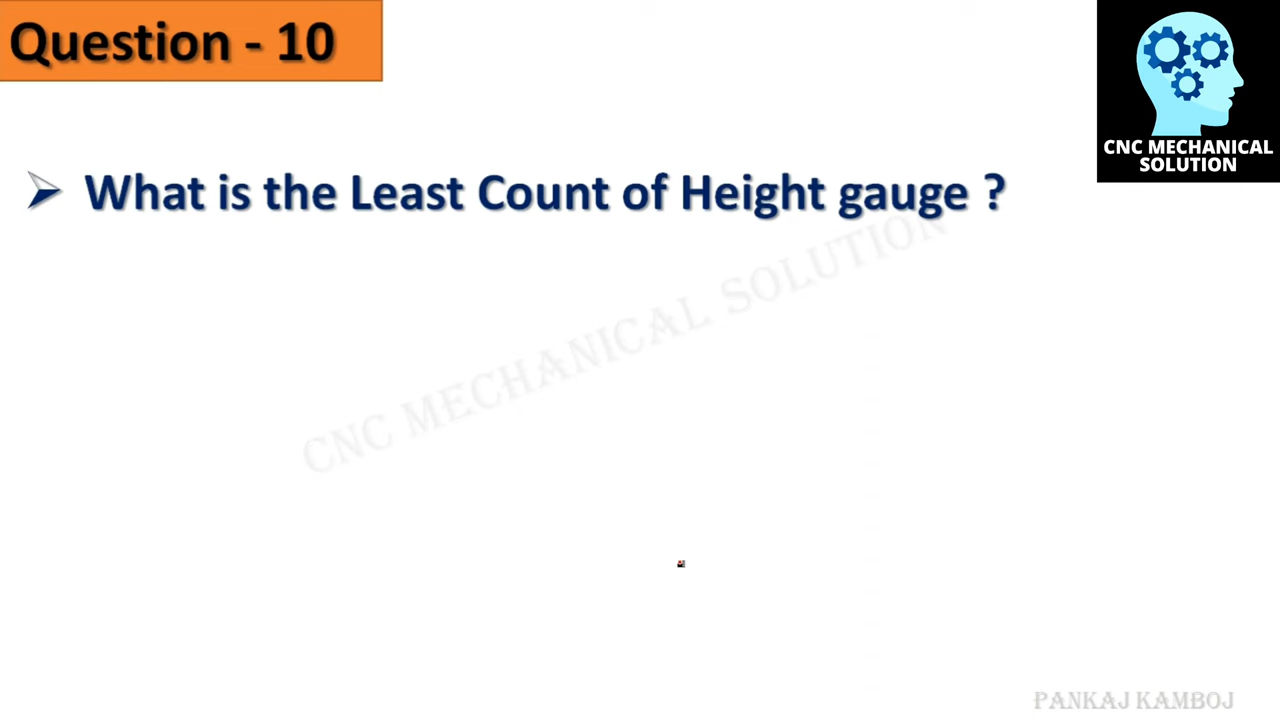 Question - 10
CNC MECHANICAL
SOLUTION
What is the Least Count of Height gauge ?
CNC MECHANICAL SOLUTION
PANKAJ KAMBOJ